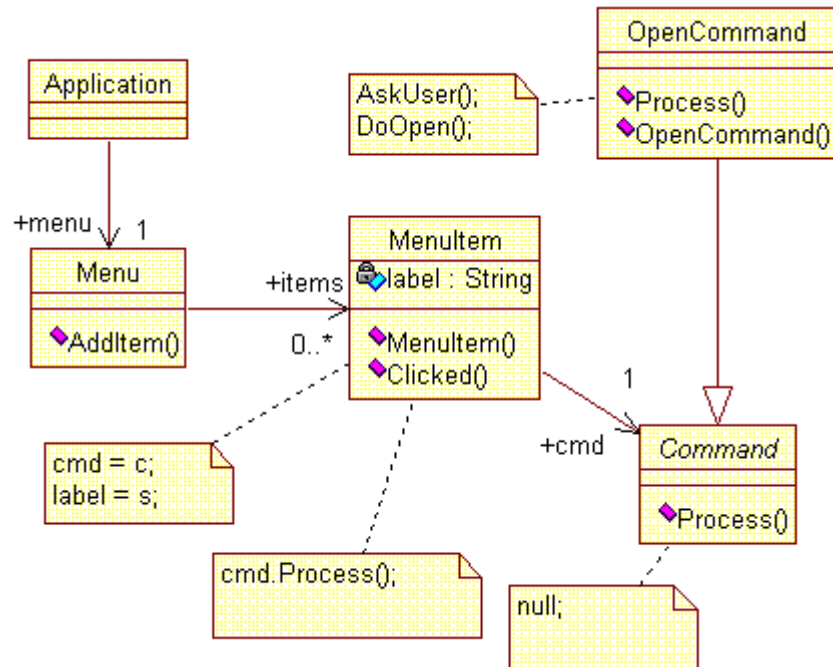 OpenCommand
Process()
OpenCommand()
AskUser();
DoOpen();
Application
+menu
1
Menu
AddItem()
+items
0..*
MenuItem
label : String
MenuItem()
Clicked()
1
+cmd
Command
Process()
cmd = c;
label = s;
cmd.Process();
null;